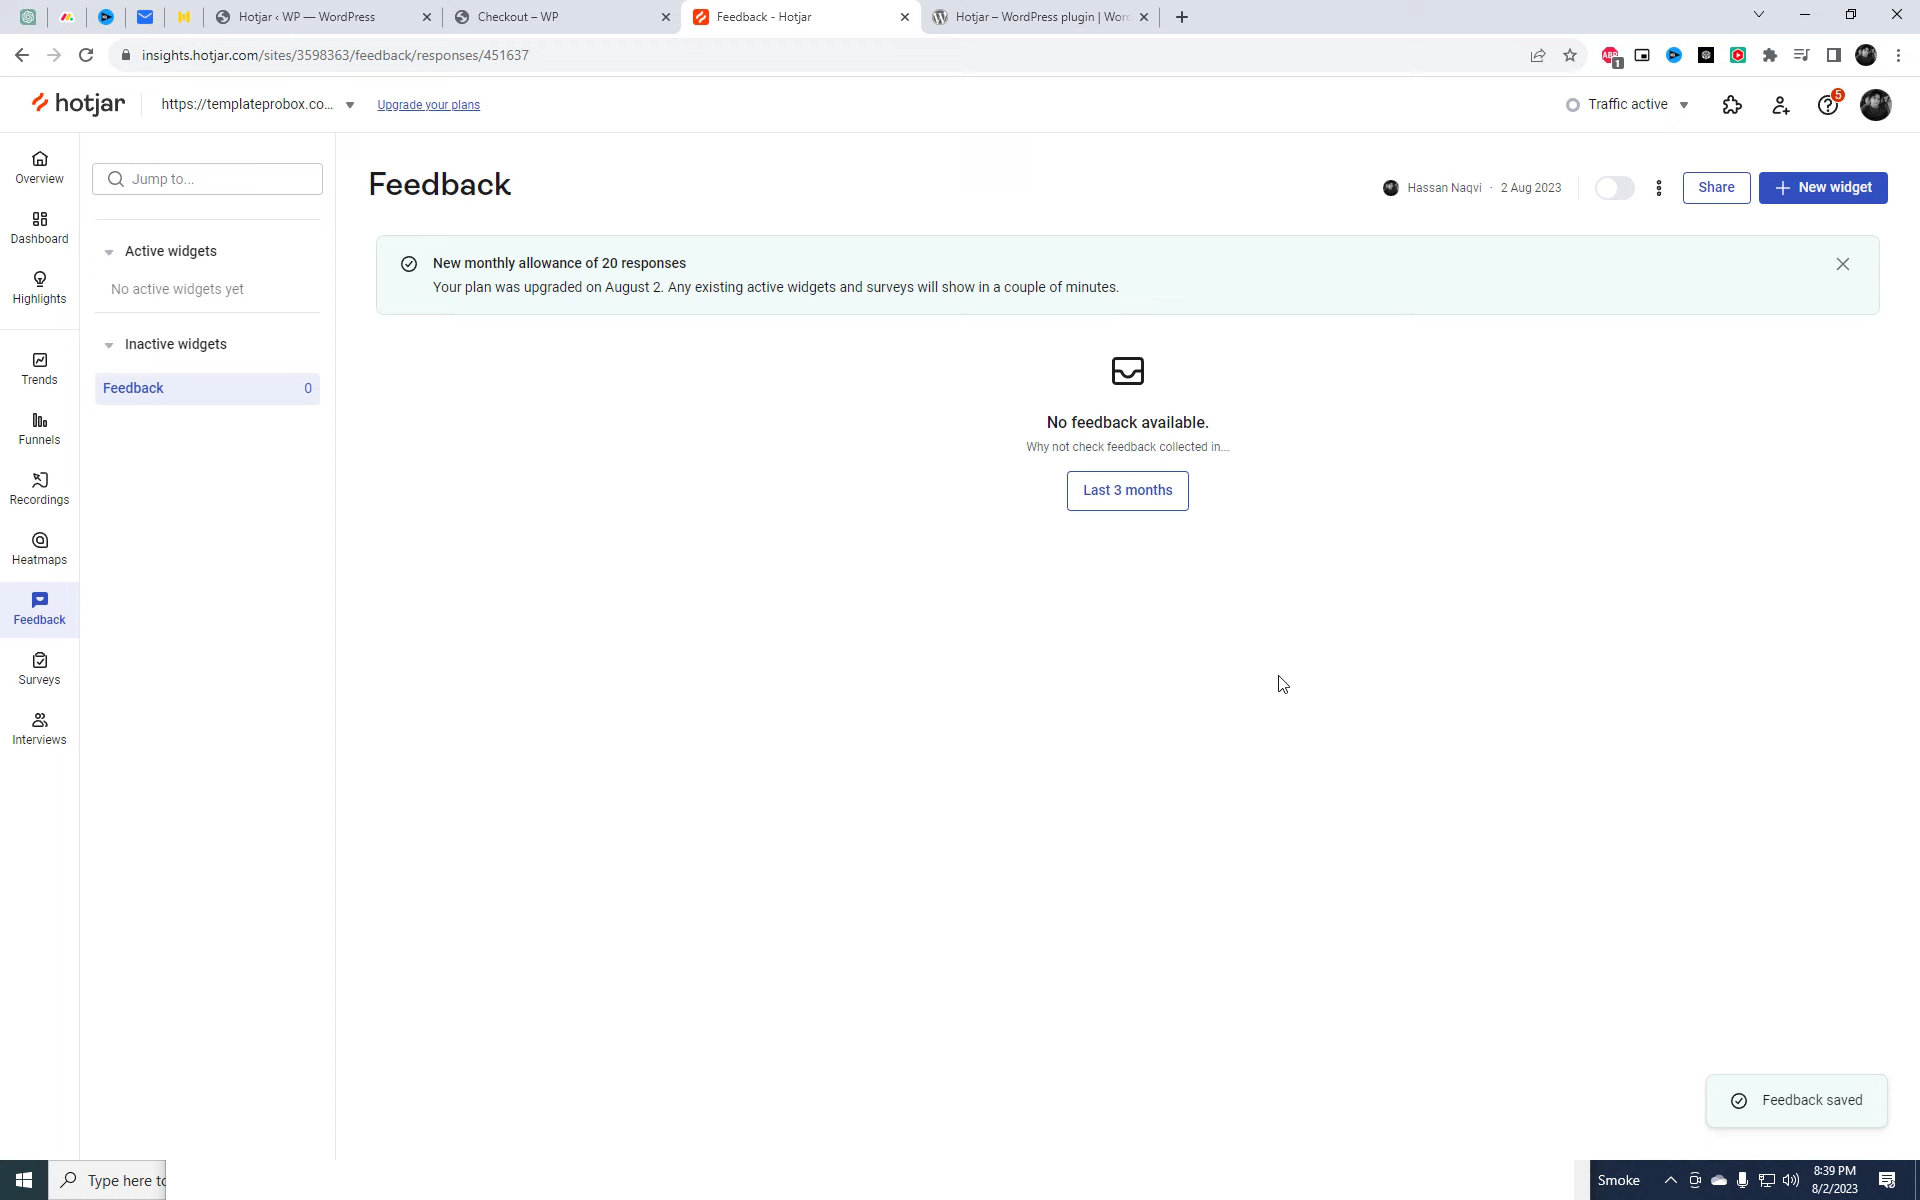 Hotjar ‹ WP — WordPress
Checkout – WP
Feedback - Hotjar
Hotjar – WordPress plugin | Word
insights.hotjar.com/sites/3598363/feedback/responses/451637
ABP
1
hotjar
https://templateprobox.co...
Upgrade your plans
Traffic active
5
Overview
Dashboard
Highlights
Trends
Funnels
Recordings
Heatmaps
Feedback
Surveys
Interviews
Jump to...
Active widgets
No active widgets yet
Inactive widgets
Feedback 0
Feedback
Hassan Naqvi · 2 Aug 2023
Share
New widget
New monthly allowance of 20 responses
Your plan was upgraded on August 2. Any existing active widgets and surveys will show in a couple of minutes.
No feedback available.
Why not check feedback collected in...
Last 3 months
Feedback saved
Type here to
Smoke
8:39 PM
8/2/2023